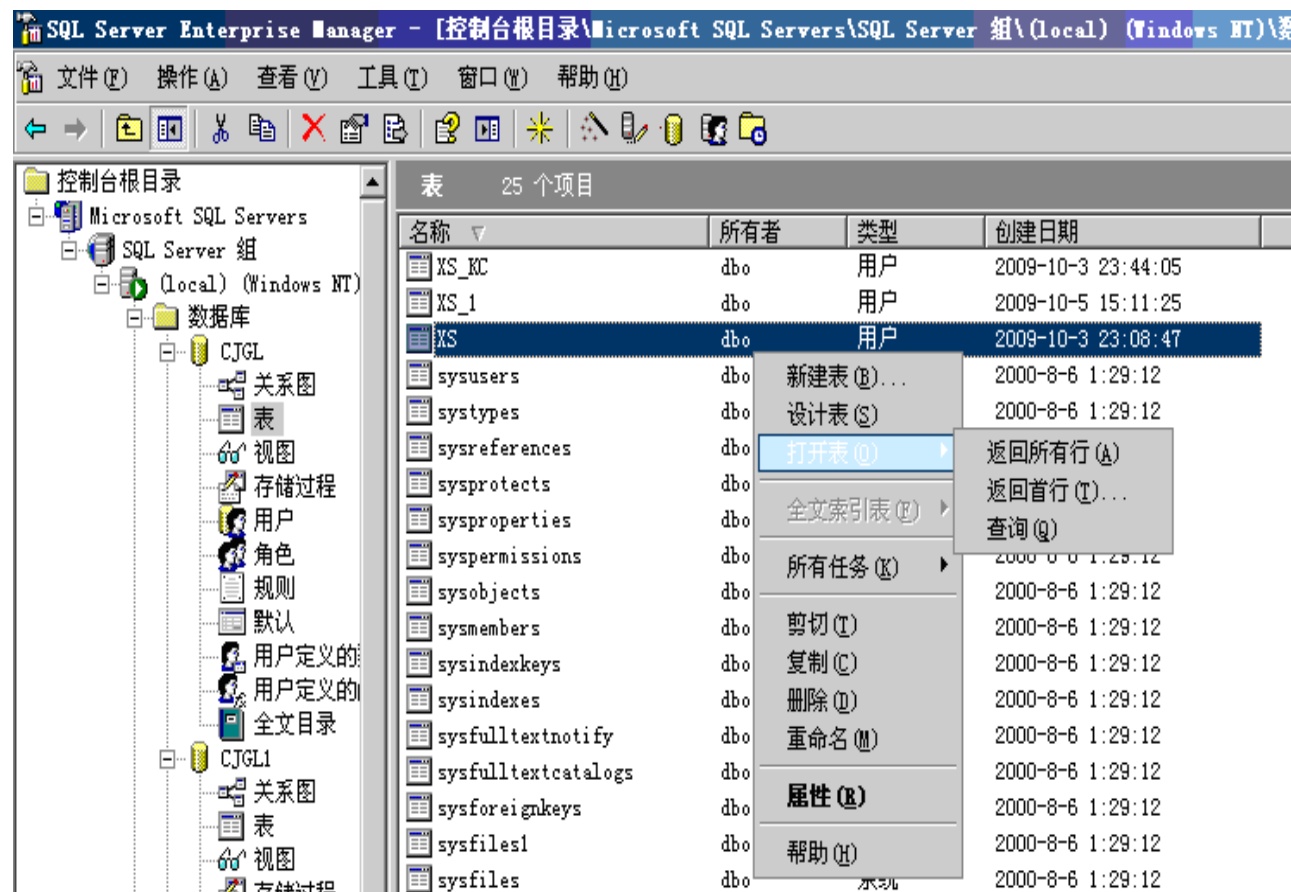 SQL Server Enterprise Manager - [控制台根目录\Microsoft SQL Servers\SQL Server 组\(local) (Windows NT)\数
文件(F) 操作(A) 查看(V) 工具(T) 窗口(W) 帮助(H)
控制台根目录
Microsoft SQL Servers
SQL Server 组
(local) (Windows NT)
数据库
CJGL
关系图
表
视图
存储过程
用户
角色
规则
默认
用户定义的
用户定义的
全文目录
CJGL1
关系图
表
视图
存储过程
表 25 个项目
名称 所有者 类型 创建日期
XS_KC dbo 用户 2009-10-3 23:44:05
XS_1 dbo 用户 2009-10-5 15:11:25
XS dbo 用户 2009-10-3 23:08:47
sysusers dbo 2000-8-6 1:29:12
systypes dbo 2000-8-6 1:29:12
sysreferences dbo
sysprotects dbo
sysproperties dbo
syspermissions dbo 2000-8-6 1:29:12
sysobjects dbo 2000-8-6 1:29:12
sysmembers dbo 2000-8-6 1:29:12
sysindexkeys dbo 2000-8-6 1:29:12
sysindexes dbo 2000-8-6 1:29:12
sysfulltextnotify dbo 2000-8-6 1:29:12
sysfulltextcatalogs dbo 2000-8-6 1:29:12
sysforeignkeys dbo 2000-8-6 1:29:12
sysfiles1 dbo 2000-8-6 1:29:12
sysfiles dbo 系统 2000-8-6 1:29:12
新建表(B)...
设计表(S)
打开表(O)
全文索引表(F)
所有任务(K)
剪切(T)
复制(C)
删除(D)
重命名(M)
属性(R)
帮助(H)
返回所有行(A)
返回首行(T)...
查询(Q)